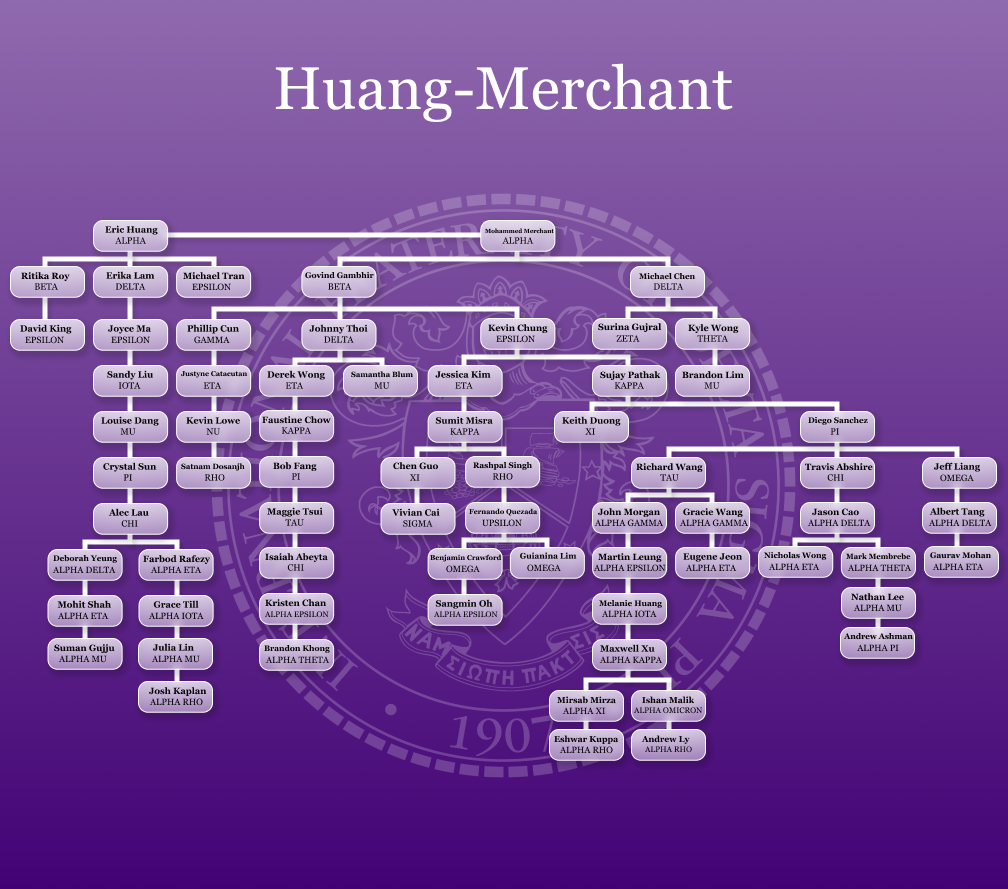 Huang-Merchant
Eric Huang
ALPHA
Mohammed Merchant
ALPHA
Ritika Roy
BETA
Erika Lam
DELTA
Michael Tran
EPSILON
Govind Gambhir
BETA
Michael Chen
DELTA
David King
EPSILON
Joyce Ma
EPSILON
Phillip Cun
GAMMA
Johnny Thoi
DELTA
Kevin Chung
EPSILON
Surina Gujral
ZETA
Kyle Wong
THETA
Sandy Liu
IOTA
Justyne Catacutan
ETA
Derek Wong
ETA
Samantha Blum
MU
Jessica Kim
ETA
Sujay Pathak
KAPPA
Brandon Lim
MU
Louise Dang
MU
Kevin Lowe
NU
Faustine Chow
KAPPA
Sumit Misra
KAPPA
Keith Duong
XI
Diego Sanchez
PI
Crystal Sun
PI
Satnam Dosanjh
RHO
Bob Fang
PI
Chen Guo
XI
Rashpal Singh
RHO
Richard Wang
TAU
Travis Abshire
CHI
Jeff Liang
OMEGA
Alec Lau
CHI
Maggie Tsui
TAU
Vivian Cai
SIGMA
Fernando Quezada
UPSILON
John Morgan
ALPHA GAMMA
Gracie Wang
ALPHA GAMMA
Jason Cao
ALPHA DELTA
Albert Tang
ALPHA DELTA
Deborah Yeung
ALPHA DELTA
Farbod Rafezy
ALPHA ETA
Isaiah Abeyta
CHI
Benjamin Crawford
OMEGA
Guianina Lim
OMEGA
Martin Leung
ALPHA EPSILON
Eugene Jeon
ALPHA ETA
Nicholas Wong
ALPHA ETA
Mark Membrebe
ALPHA THETA
Gaurav Mohan
ALPHA ETA
Mohit Shah
ALPHA ETA
Grace Till
ALPHA IOTA
Kristen Chan
ALPHA EPSILON
Sangmin Oh
ALPHA EPSILON
Melanie Huang
ALPHA IOTA
Nathan Lee
ALPHA MU
Suman Gujju
ALPHA MU
Julia Lin
ALPHA MU
Brandon Khong
ALPHA THETA
Maxwell Xu
ALPHA KAPPA
Andrew Ashman
ALPHA PI
Josh Kaplan
ALPHA RHO
Mirsab Mirza
ALPHA XI
Ishan Malik
ALPHA OMICRON
Eshwar Kuppa
ALPHA RHO
Andrew Ly
ALPHA RHO
1907